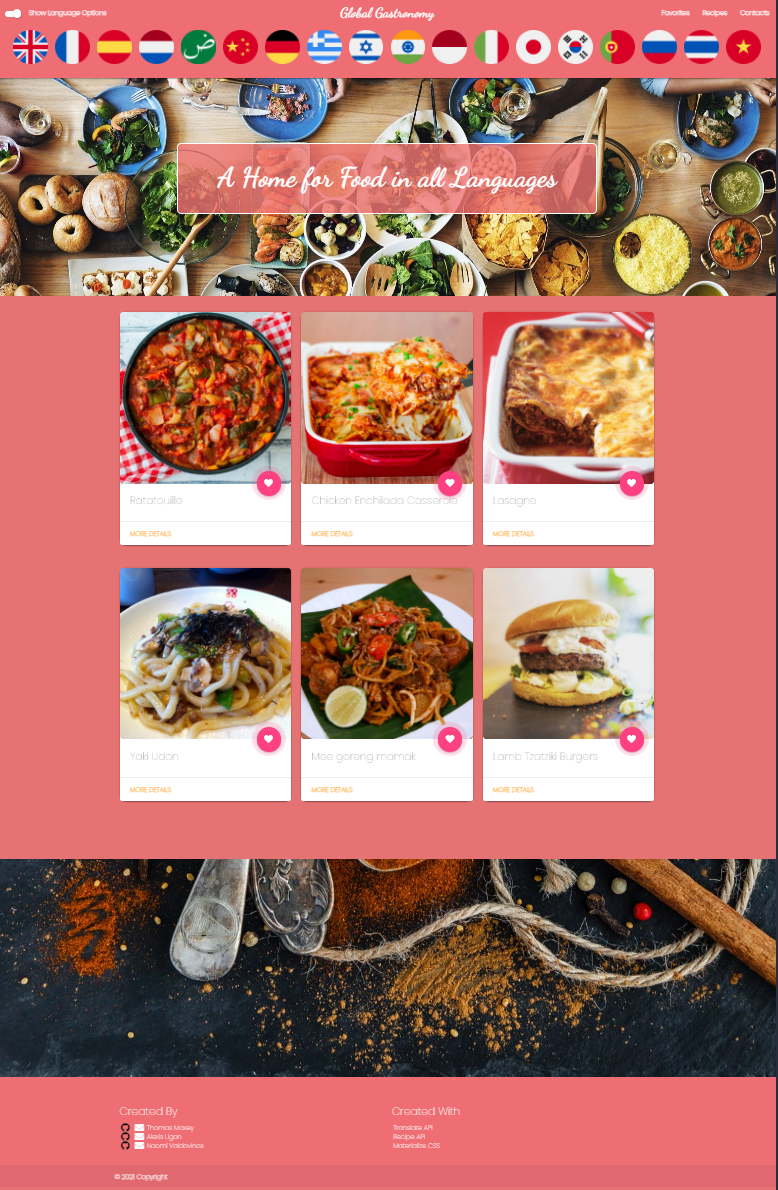 Show Language Options
Global Gastronomy
Favorites Recipes Contacts
ض
A Home for Food in all Languages
Ratatouille
MORE DETAILS
Chicken Enchilada Casserole
MORE DETAILS
Lasagne
MORE DETAILS
Yaki Udon
MORE DETAILS
Mee goreng mamak
MORE DETAILS
Lamb Tzatziki Burgers
MORE DETAILS
Created By
Thomas Maxey
Alexis Ligon
Naomi Valdovinos
Created With
Translate API
Recipe API
Materialize CSS
© 2021 Copyright